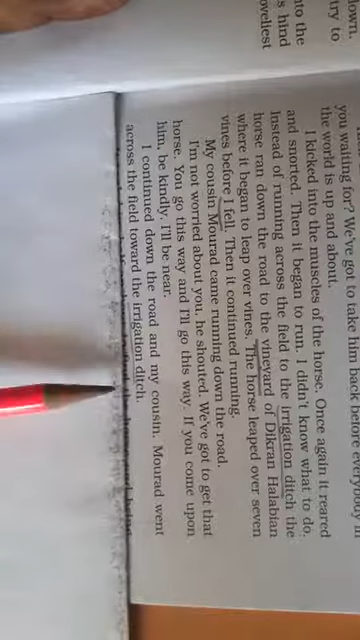 down.
try to
nto the
s hind
oveliest
you waiting for? We've got to take him back before everybody in
the world is up and about.
I kicked into the muscles of the horse. Once again it reared
and snorted. Then it began to run. I didn't know what to do.
Instead of running across the field to the irrigation ditch the
horse ran down the road to the vineyard of Dikran Halabian
where it began to leap over vines. The horse leaped over seven
vines before I fell. Then it continued running.
My cousin Mourad came running down the road.
I'm not worried about you, he shouted. We've got to get that
horse. You go this way and I'll go this way. If you come upon
him, be kindly. I'll be near.
I continued down the road and my cousin, Mourad went
across the field toward the irrigation ditch.